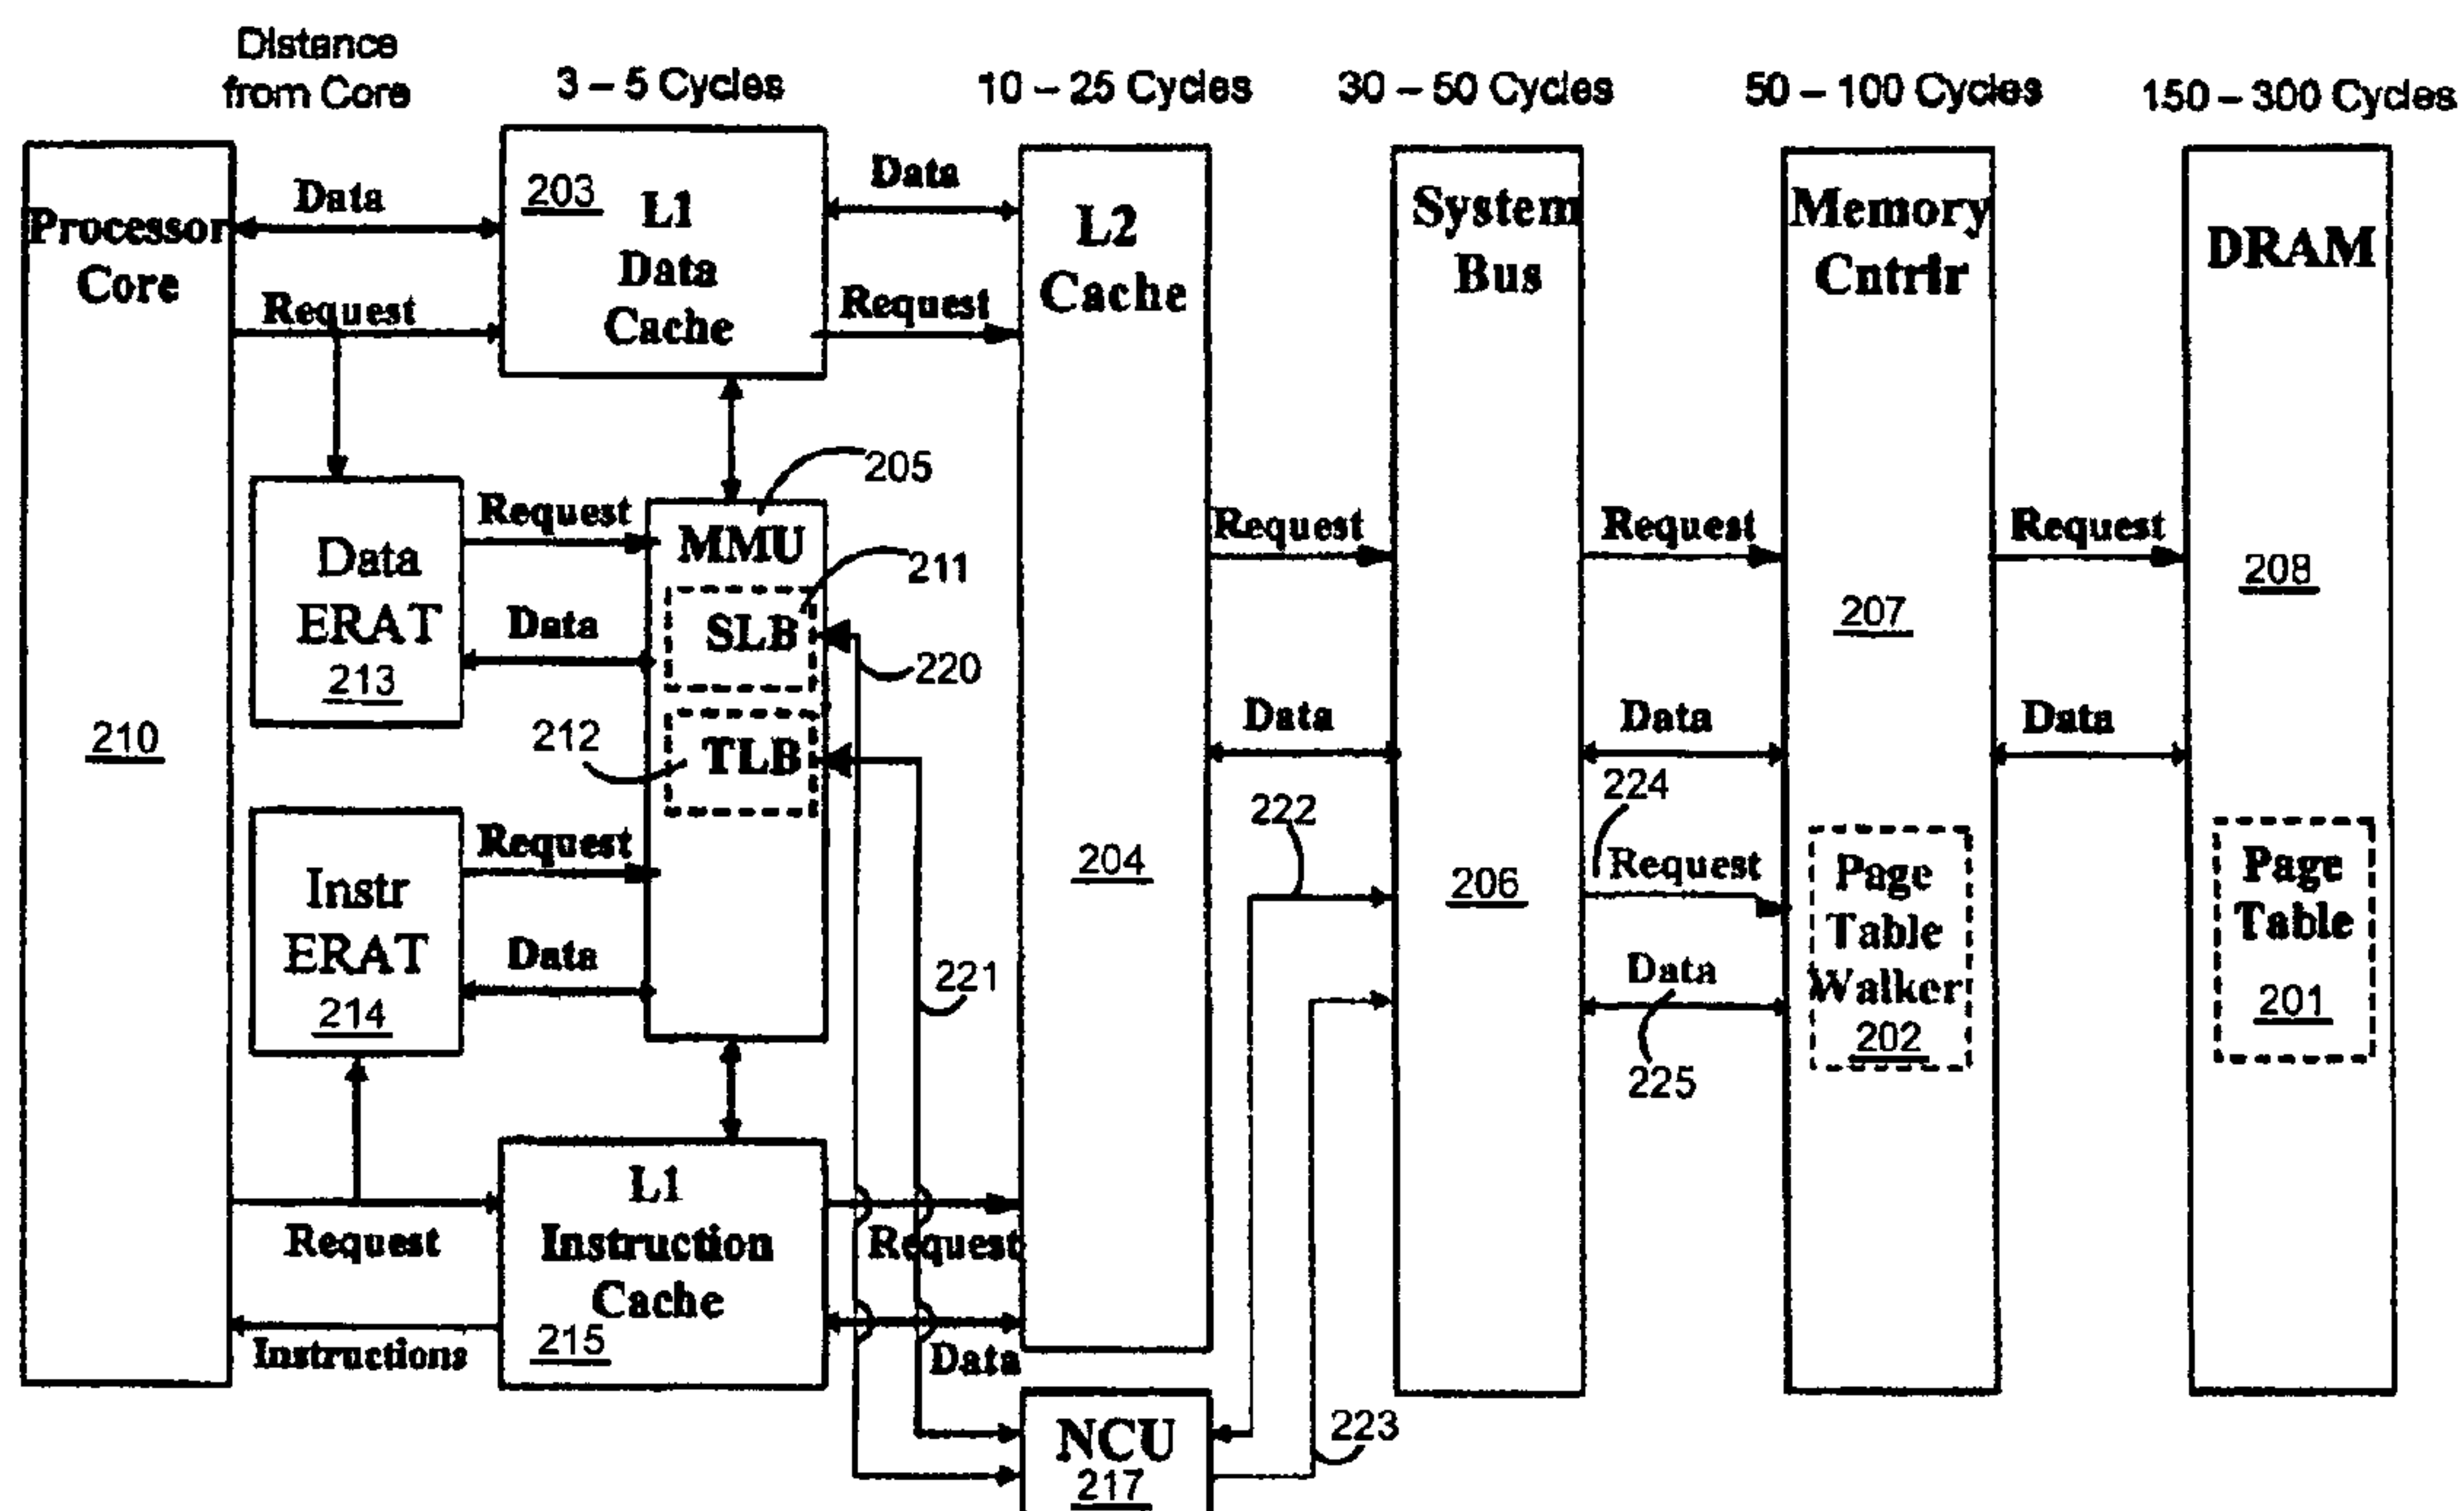 Distance
from Core
3 – 5 Cycles
10 – 25 Cycles
30 – 50 Cycles
50 – 100 Cycles
150 – 300 Cycles
Processor
Core
210
Data
Request
203
L1
Data
Cache
Data
Request
L2
Cache
204
System
Bus
206
Memory
Cntrlr
207
DRAM
208
Data
ERAT
213
Request
Data
MMU
205
SLB
211
220
TLB
212
221
Instr
ERAT
214
Request
Data
Request
Instructions
L1
Instruction
Cache
215
Request
Data
NCU
217
Request
Data
222
223
Request
Data
224
Request
Data
225
Page
Table
Walker
202
Request
Data
Page
Table
201